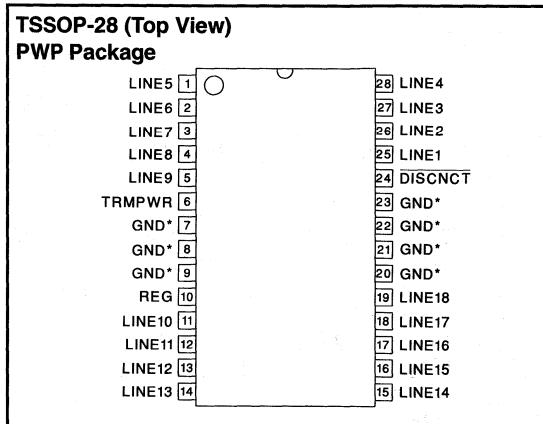 TSSOP-28 (Top View)
PWP Package
LINE5 1 28 LINE4
LINE6 2 27 LINE3
LINE7 3 26 LINE2
LINE8 4 25 LINE1
LINE9 5 24 DISCNCT
TRMPWR 6 23 GND*
GND* 7 22 GND*
GND* 8 21 GND*
GND* 9 20 GND*
REG 10 19 LINE18
LINE10 11 18 LINE17
LINE11 12 17 LINE16
LINE12 13 16 LINE15
LINE13 14 15 LINE14